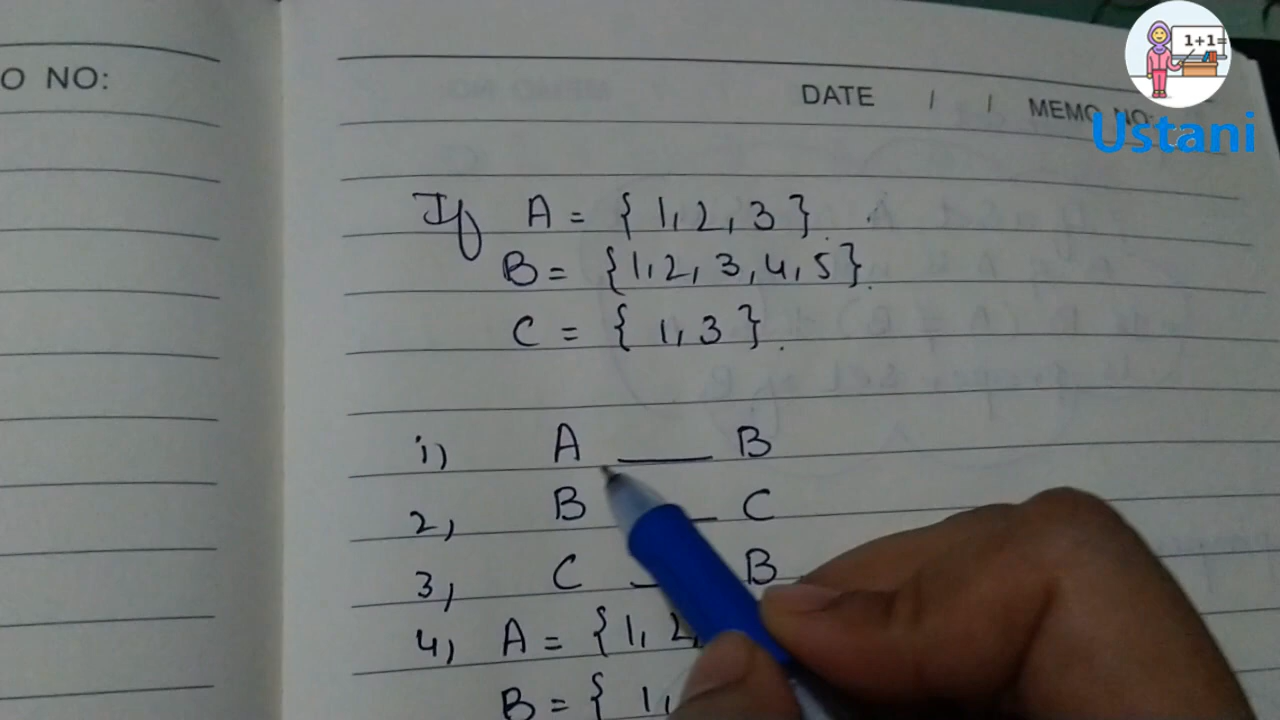 O NO:
DATE / / MEMO NO:
1+1=
Ustani
If A = {1, 2, 3}.
B = {1, 2, 3, 4, 5}.
C = {1, 3}.
i) A ___ B
2, B _ C
3, C _ B
4) A = {1, 2,
B = {1,